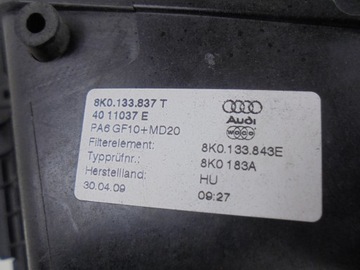 8K0.133.837 T
40 11037 E
PA6 GF10+MD20
Audi
woco
Filterelement: 8K0.133.843E
Typprüfnr.: 8K0 183A
Herstelland: HU
30.04.09 09:27